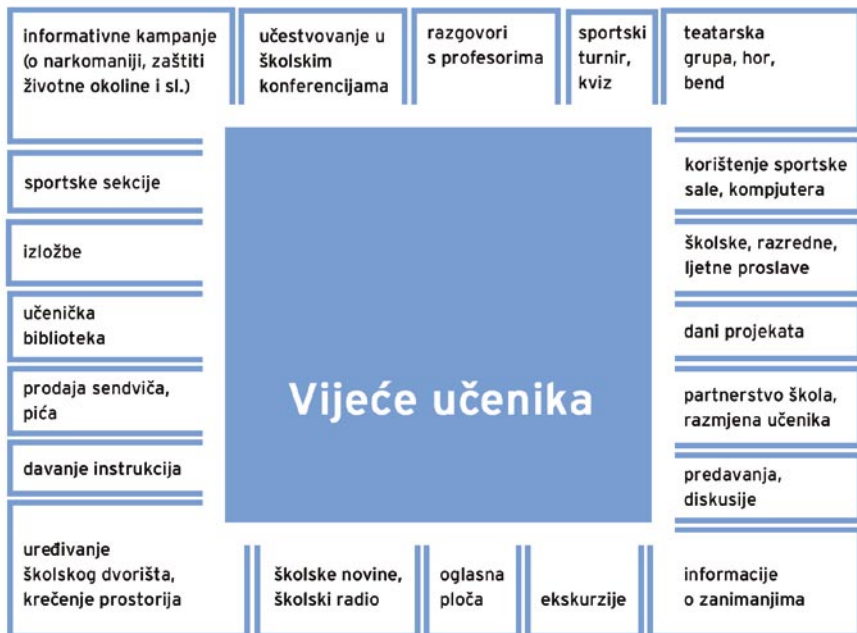 informativne kampanje
(o narkomaniji, zaštiti
životne okoline i sl.)
učestvovanje u
školskim
konferencijama
razgovori
s profesorima
sportski
turnir,
kviz
teatarska
grupa, hor,
bend
sportske sekcije
izložbe
učenička
biblioteka
prodaja sendviča,
pića
davanje instrukcija
uređivanje
školskog dvorišta,
krečenje prostorija
Vijeće učenika
korištenje sportske
sale, kompjutera
školske, razredne,
ljetne proslave
dani projekata
partnerstvo škola,
razmjena učenika
predavanja,
diskusije
školske novine,
školski radio
oglasna
ploča
ekskurzije
informacije
o zanimanjima